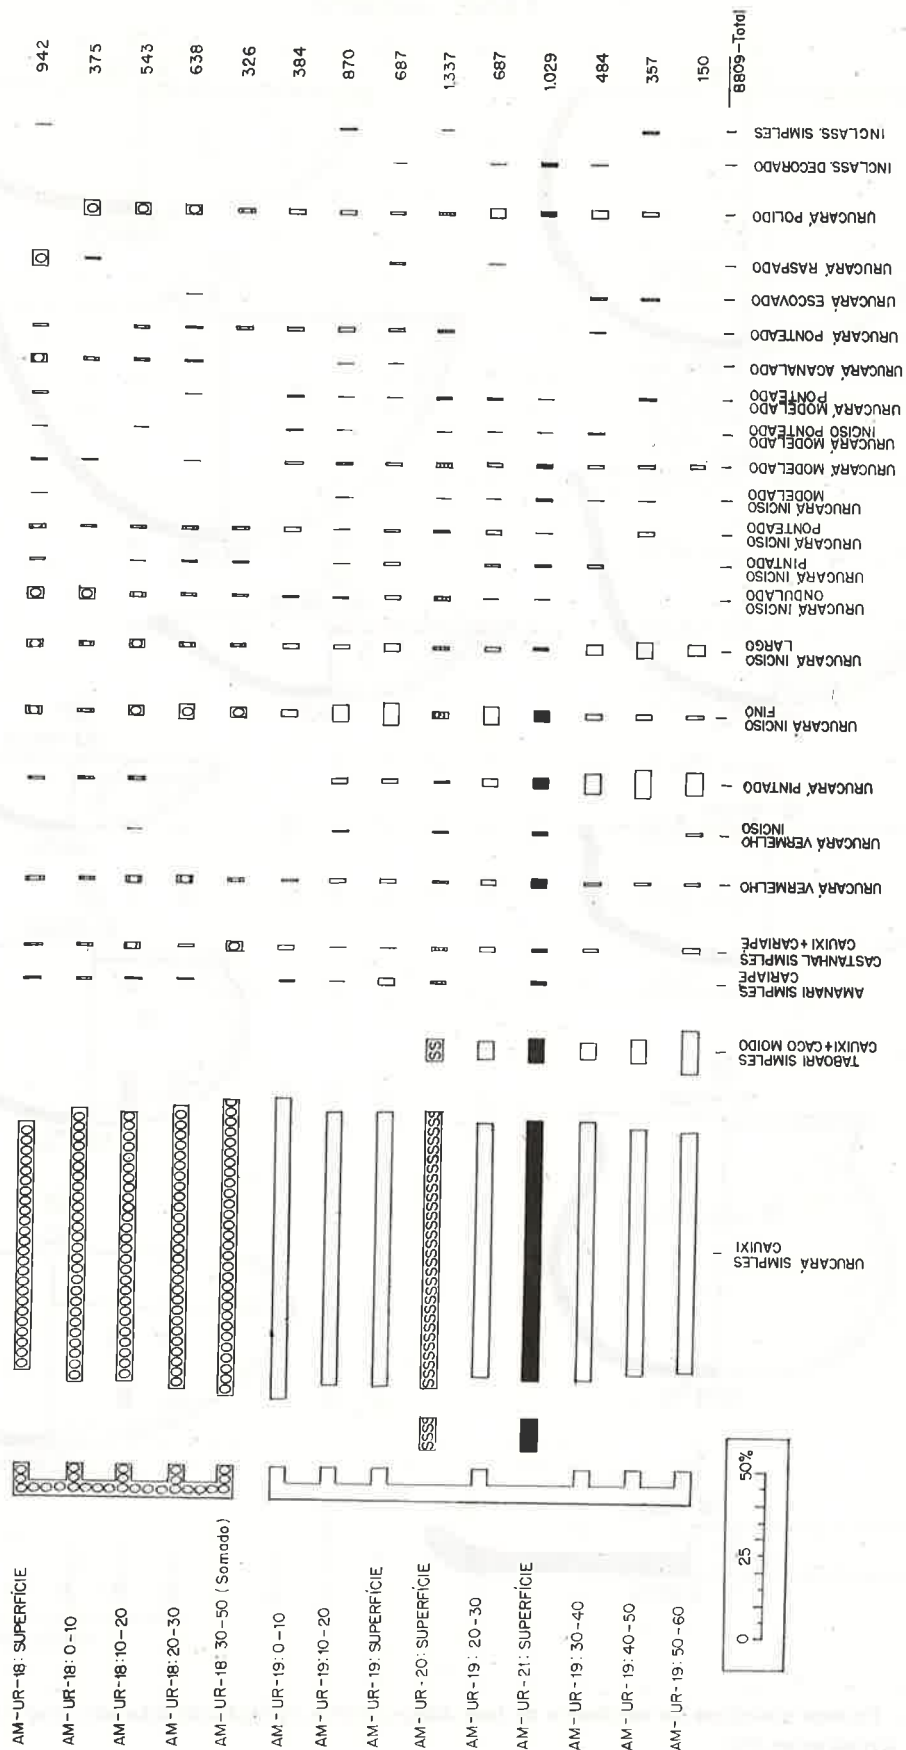 942
375
543
638
326
384
870
687
1.337
687
1.029
484
357
150
8809-Total
INCLASS. SIMPLES
INCLASS. DECORADO
URUCARÁ POLIDO
URUCARÁ RASPADO
URUCARÁ ESCOVADO
URUCARÁ PONTEADO
URUCARÁ ACANALADO
URUCARÁ MODELADO
PONTEADO
URUCARÁ MODELADO
INCISO PONTEADO
URUCARÁ MODELADO
URUCARÁ INCISO
MODELADO
URUCARÁ INCISO
PONTEADO
URUCARÁ INCISO
PINTADO
URUCARÁ INCISO
ONDULADO
URUCARÁ INCISO
LARGO
URUCARÁ INCISO
FINO
URUCARÁ PINTADO
URUCARÁ VERMELHO
INCISO
URUCARÁ VERMELHO
CASTANHAL SIMPLES
CAUIXI+CARIAPE
AMANARI SIMPLES
CARIAPE
TABOARI SIMPLES
CAUIXI+CACO MOIDO
URUCARÁ SIMPLES
CAUIXI
AM-UR-18: SUPERFÍCIE
AM-UR-18: 0-10
AM-UR-18: 10-20
AM-UR-18: 20-30
AM-UR-18: 30-50 (Somado)
AM-UR-19: 0-10
AM-UR-19: 10-20
AM-UR-19: SUPERFÍCIE
AM-UR-20: SUPERFÍCIE
AM-UR-19: 20-30
AM-UR-21: SUPERFÍCIE
AM-UR-19: 30-40
AM-UR-19: 40-50
AM-UR-19: 50-60
0 25 50%